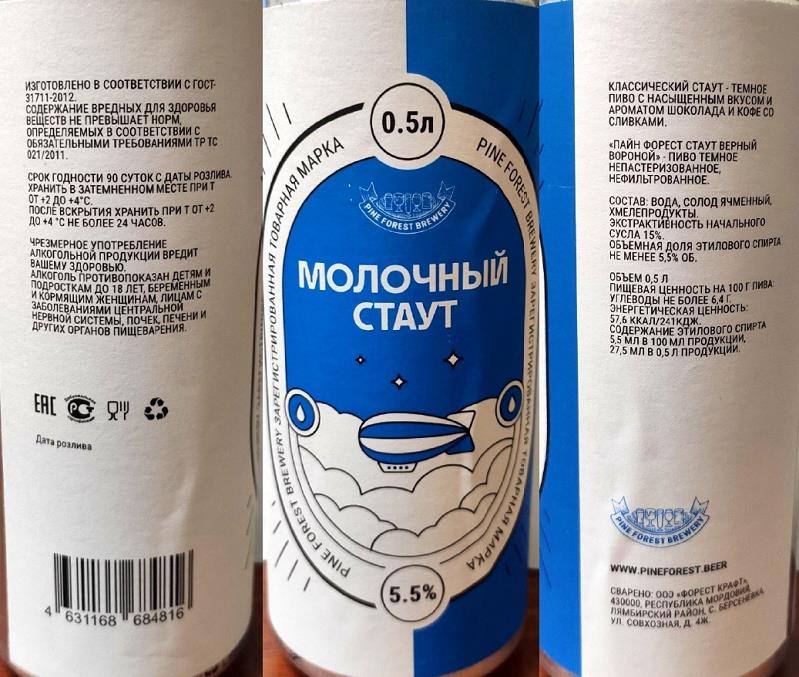 ИЗГОТОВЛЕНО В СООТВЕТСТВИИ С ГОСТ-
31711-2012.
СОДЕРЖАНИЕ ВРЕДНЫХ ДЛЯ ЗДОРОВЬЯ
ВЕЩЕСТВ НЕ ПРЕВЫШАЕТ НОРМ,
ОПРЕДЕЛЯЕМЫХ В СООТВЕТСТВИИ С
ОБЯЗАТЕЛЬНЫМИ ТРЕБОВАНИЯМИ ТР ТС
021/2011.
СРОК ГОДНОСТИ 90 СУТОК С ДАТЫ РОЗЛИВА.
ХРАНИТЬ В ЗАТЕМНЕННОМ МЕСТЕ ПРИ Т
ОТ +2 ДО +4°С.
ПОСЛЕ ВСКРЫТИЯ ХРАНИТЬ ПРИ Т ОТ +2
ДО +4 °С НЕ БОЛЕЕ 24 ЧАСОВ.
ЧРЕЗМЕРНОЕ УПОТРЕБЛЕНИЕ
АЛКОГОЛЬНОЙ ПРОДУКЦИИ ВРЕДИТ
ВАШЕМУ ЗДОРОВЬЮ.
АЛКОГОЛЬ ПРОТИВОПОКАЗАН ДЕТЯМ И
ПОДРОСТКАМ ДО 18 ЛЕТ, БЕРЕМЕННЫМ
И КОРМЯЩИМ ЖЕНЩИНАМ, ЛИЦАМ С
ЗАБОЛЕВАНИЯМИ ЦЕНТРАЛЬНОЙ
НЕРВНОЙ СИСТЕМЫ, ПОЧЕК, ПЕЧЕНИ И
ДРУГИХ ОРГАНОВ ПИЩЕВАРЕНИЯ.
ЕАС
РС
Дата розлива
4 631168 684816
0.5л
PINE FOREST BREWERY ЗАРЕГИСТРИРОВАННАЯ ТОВАРНАЯ МАРКА
PINE FOREST BREWERY ЗАРЕГИСТРИРОВАННАЯ ТОВАРНАЯ МАРКА
PINE FOREST BREWERY
МОЛОЧНЫЙ
СТАУТ
5.5%
КЛАССИЧЕСКИЙ СТАУТ - ТЕМНОЕ
ПИВО С НАСЫЩЕННЫМ ВКУСОМ И
АРОМАТОМ ШОКОЛАДА И КОФЕ СО
СЛИВКАМИ.
«ПАЙН ФОРЕСТ СТАУТ ВЕРНЫЙ
ВОРОНОЙ» - ПИВО ТЕМНОЕ
НЕПАСТЕРИЗОВАННОЕ,
НЕФИЛЬТРОВАННОЕ.
СОСТАВ: ВОДА, СОЛОД ЯЧМЕННЫЙ,
ХМЕЛЕПРОДУКТЫ.
ЭКСТРАКТИВНОСТЬ НАЧАЛЬНОГО
СУСЛА 15%.
ОБЪЕМНАЯ ДОЛЯ ЭТИЛОВОГО СПИРТА
НЕ МЕНЕЕ 5,5% ОБ.
ОБЪЕМ 0,5 Л
ПИЩЕВАЯ ЦЕННОСТЬ НА 100 Г ПИВА:
УГЛЕВОДЫ НЕ БОЛЕЕ 6,4 Г.
ЭНЕРГЕТИЧЕСКАЯ ЦЕННОСТЬ:
57,6 ККАЛ/241КДЖ.
СОДЕРЖАНИЕ ЭТИЛОВОГО СПИРТА
5,5 МЛ В 100 МЛ ПРОДУКЦИИ,
27,5 МЛ В 0,5 Л ПРОДУКЦИИ.
PINE FOREST BREWERY
WWW.PINEFOREST.BEER
СВАРЕНО: ООО «ФОРЕСТ КРАФТ»,
430000, РЕСПУБЛИКА МОРДОВИЯ,
ЛЯМБИРСКИЙ РАЙОН, С. БЕРСЕНЕВКА
УЛ. СОВХОЗНАЯ, Д. 4Ж.